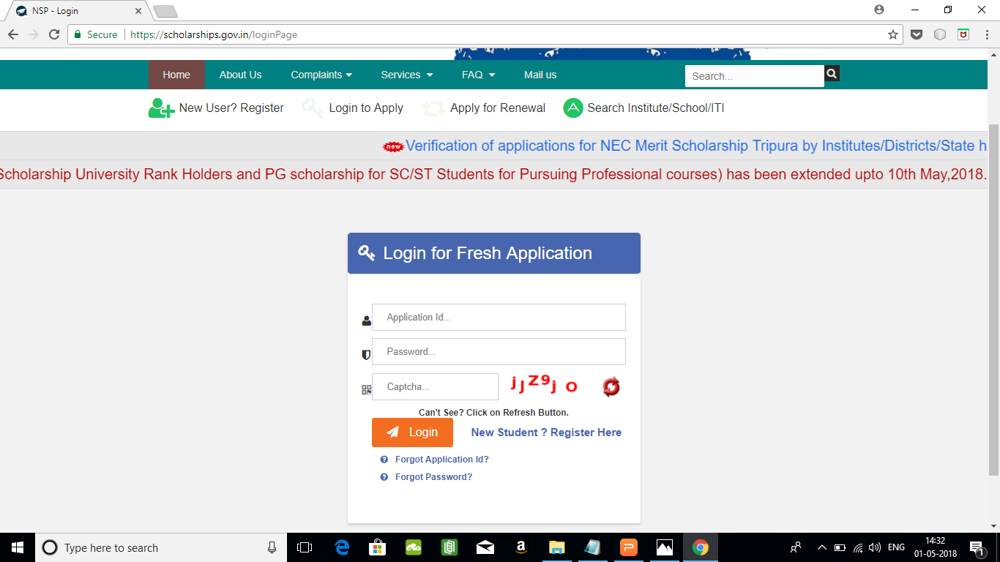 NSP - Login
Secure https://scholarships.gov.in/loginPage
Home About Us Complaints Services FAQ Mail us Search...
New User? Register Login to Apply Apply for Renewal Search Institute/School/ITI
new Verification of applications for NEC Merit Scholarship Tripura by Institutes/Districts/State h
Scholarship University Rank Holders and PG scholarship for SC/ST Students for Pursuing Professional courses) has been extended upto 10th May,2018.
Login for Fresh Application
Application Id...
Password...
Captcha... jJZ9jO
Can't See? Click on Refresh Button.
Login New Student ? Register Here
Forgot Application Id?
Forgot Password?
Type here to search ENG 14:32
01-05-2018 1